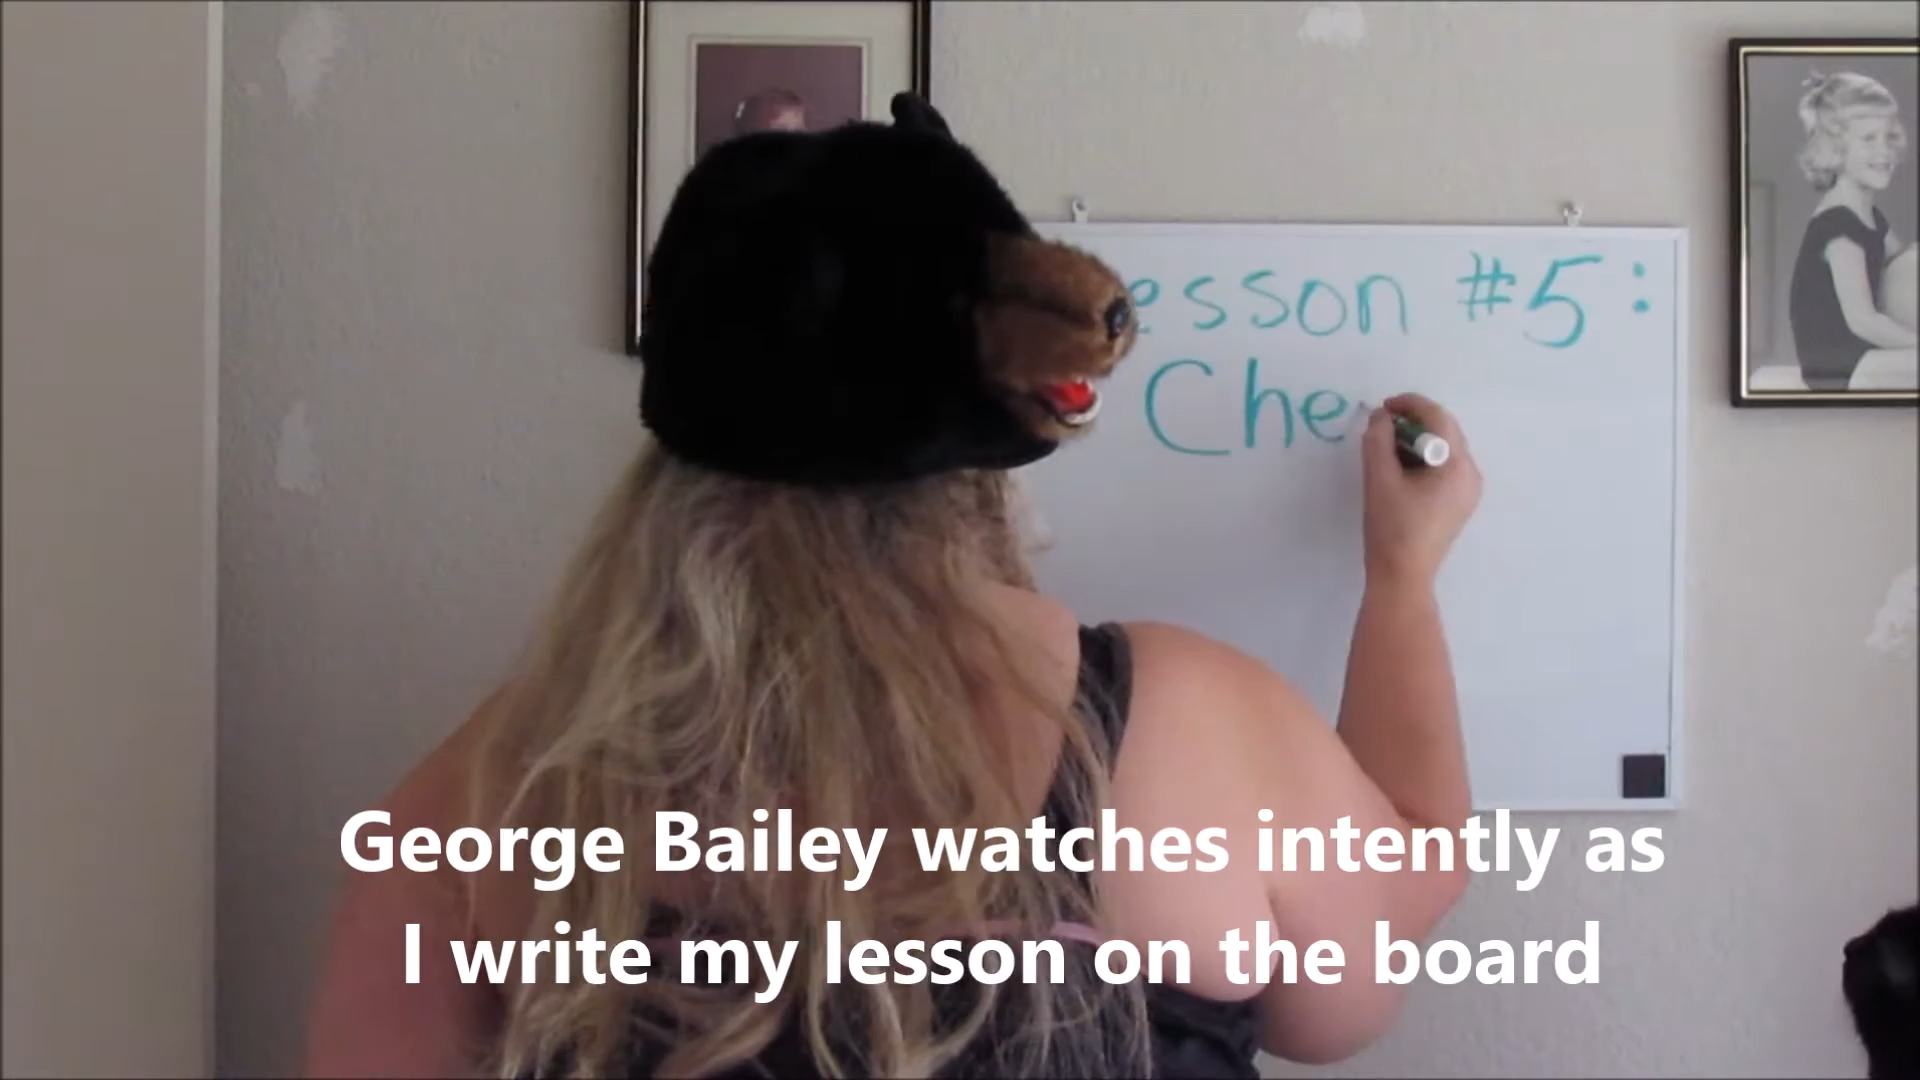 esson #5:
Che
George Bailey watches intently as
I write my lesson on the board